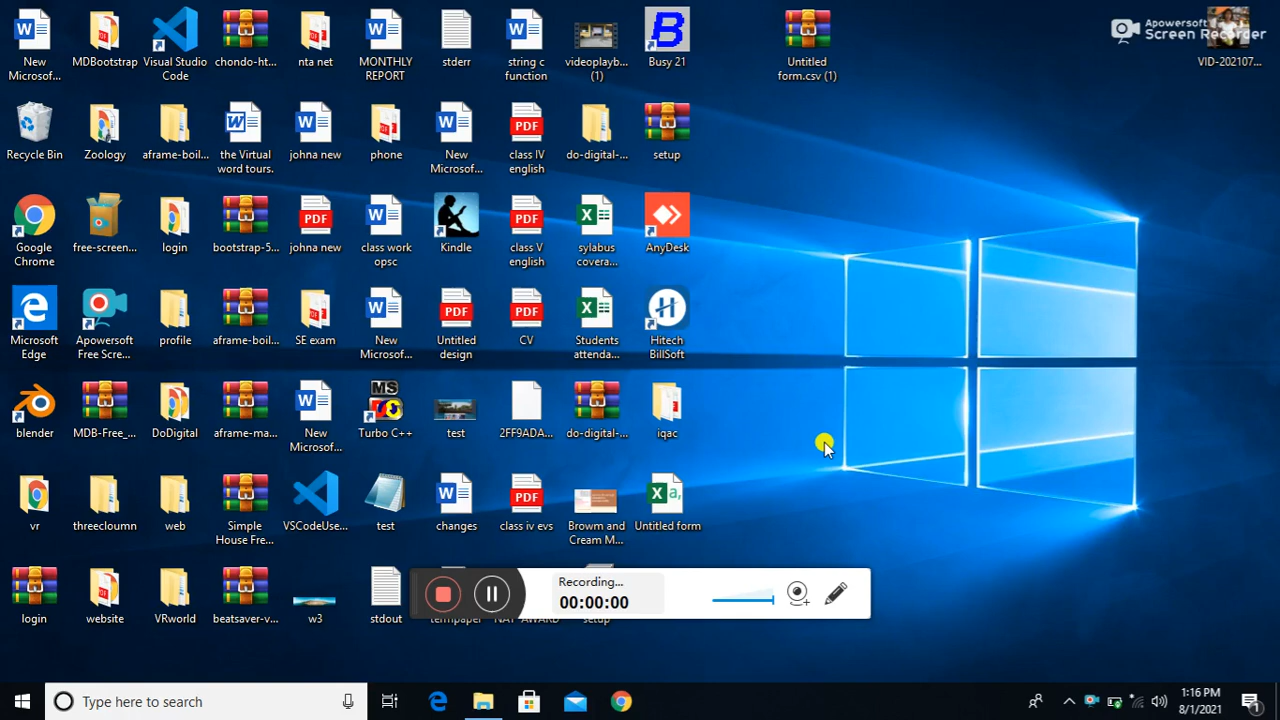 Apowersoft
Screen Recorder
New
Microsof...
MDBootstrap
Visual Studio
Code
chondo-ht...
nta net
MONTHLY
REPORT
stderr
string c
function
videoplayb...
(1)
Busy 21
Untitled
form.csv (1)
VID-202107...
Recycle Bin
Zoology
aframe-boil...
the Virtual
word tours.
johna new
phone
New
Microsof...
class IV
english
do-digital-...
setup
Google
Chrome
free-screen...
login
bootstrap-5...
johna new
class work
opsc
Kindle
class V
english
sylabus
covera...
AnyDesk
Microsoft
Edge
Apowersoft
Free Scre...
profile
aframe-boil...
SE exam
New
Microsof...
Untitled
design
CV
Students
attenda...
Hitech
BillSoft
blender
MDB-Free_...
DoDigital
aframe-ma...
New
Microsof...
Turbo C++
test
2FF9ADA...
do-digital-...
iqac
vr
threecloumn
web
Simple
House Fre...
VSCodeUse...
test
changes
class iv evs
Browm and
Cream M...
Untitled form
login
website
VRworld
beatsaver-v...
w3
stdout
termpaper
NAT AWARD
setup
Recording...
00:00:00
Type here to search
1:16 PM
8/1/2021
1